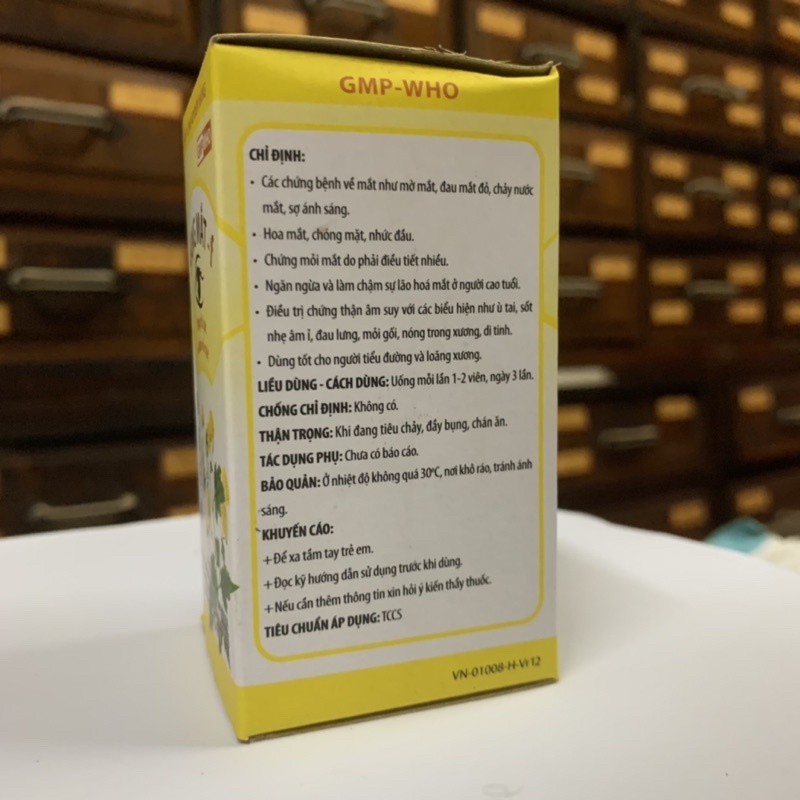 GMP-WHO
CHỈ ĐỊNH:
• Các chứng bệnh về mắt như mờ mắt, đau mắt đỏ, chảy nước
mắt, sợ ánh sáng.
• Hoa mắt, chóng mặt, nhức đầu.
• Chứng mỏi mắt do phải điều tiết nhiều.
• Ngăn ngừa và làm chậm sự lão hoá mắt ở người cao tuổi.
• Điều trị chứng thận âm suy với các biểu hiện như ù tai, sốt
nhẹ âm ỉ, đau lưng, mỏi gối, nóng trong xương, di tinh.
• Dùng tốt cho người tiểu đường và loãng xương.
LIỀU DÙNG - CÁCH DÙNG: Uống mỗi lần 1-2 viên, ngày 3 lần.
CHỐNG CHỈ ĐỊNH: Không có.
THẬN TRỌNG: Khi đang tiêu chảy, đầy bụng, chán ăn.
TÁC DỤNG PHỤ: Chưa có báo cáo.
BẢO QUẢN: Ở nhiệt độ không quá 30ºC, nơi khô ráo, tránh ánh
sáng.
KHUYẾN CÁO:
+ Để xa tầm tay trẻ em.
+ Đọc kỹ hướng dẫn sử dụng trước khi dùng.
+ Nếu cần thêm thông tin xin hỏi ý kiến thầy thuốc.
TIÊU CHUẨN ÁP DỤNG: TCCS
VN-01008-H-Vr12
MẮT - F